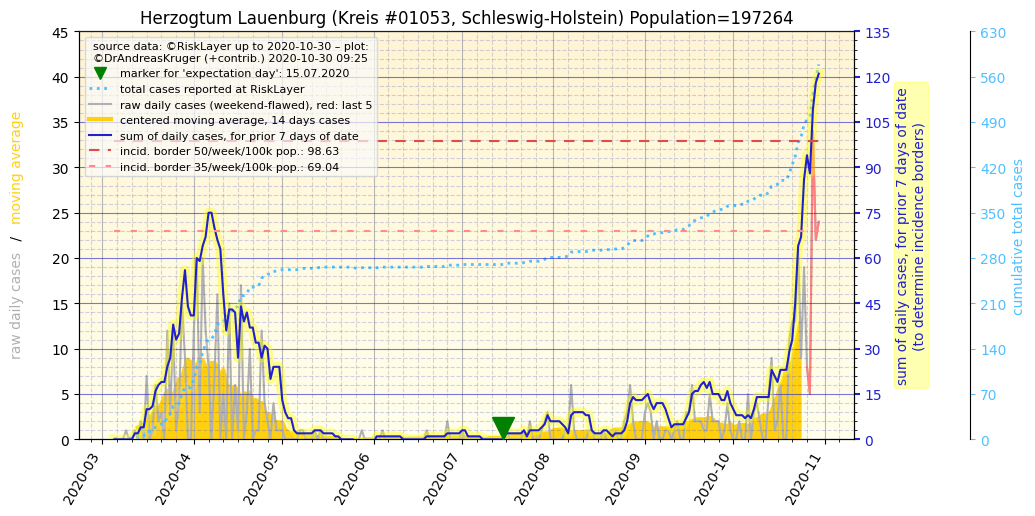 Herzogtum Lauenburg (Kreis #01053, Schleswig-Holstein) Population=197264
source data: ©RiskLayer up to 2020-10-30 – plot:
©DrAndreasKruger (+contrib.) 2020-10-30 09:25
marker for 'expectation day': 15.07.2020
total cases reported at RiskLayer
raw daily cases (weekend-flawed), red: last 5
centered moving average, 14 days cases
sum of daily cases, for prior 7 days of date
incid. border 50/week/100k pop.: 98.63
incid. border 35/week/100k pop.: 69.04
raw daily cases / moving average
45
40
35
30
25
20
15
10
5
0
135
120
105
90
75
60
45
30
15
0
sum of daily cases, for prior 7 days of date
(to determine incidence borders)
630
560
490
420
350
280
210
140
70
0
cumulative total cases
2020-03
2020-04
2020-05
2020-06
2020-07
2020-08
2020-09
2020-10
2020-11